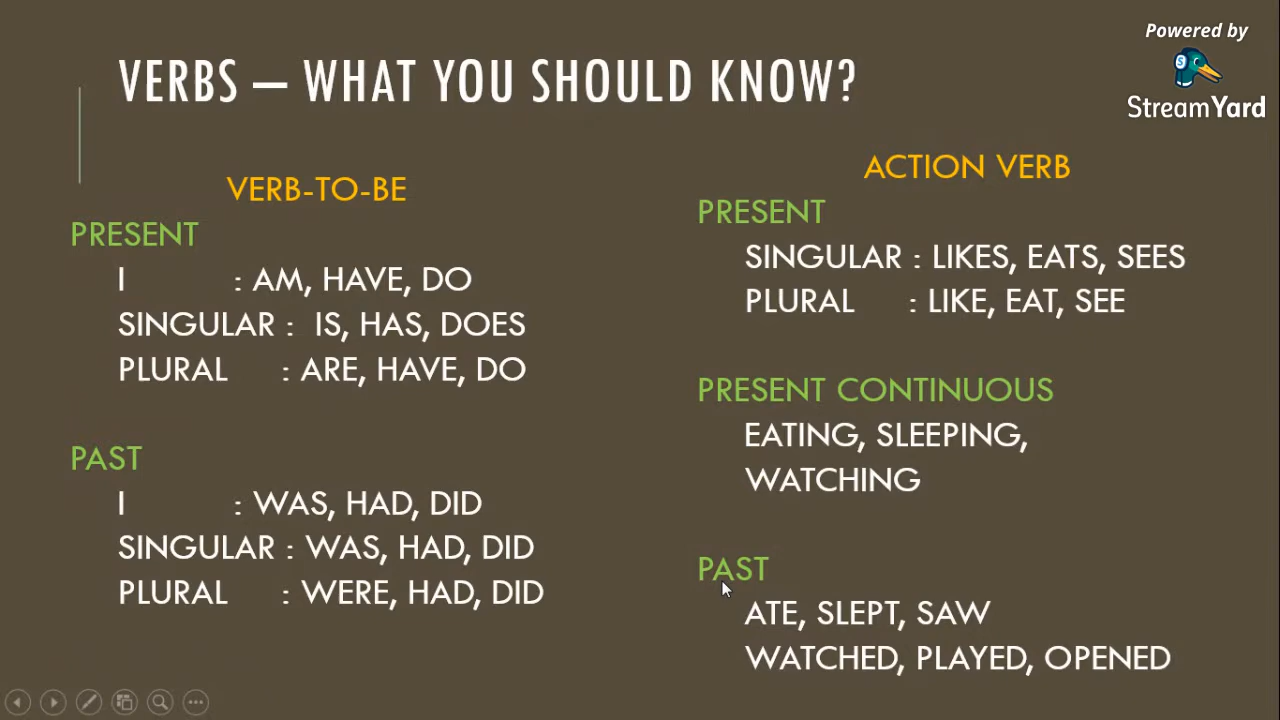 Powered by
StreamYard
VERBS – WHAT YOU SHOULD KNOW?
VERB-TO-BE
PRESENT
I : AM, HAVE, DO
SINGULAR : IS, HAS, DOES
PLURAL : ARE, HAVE, DO
PAST
I : WAS, HAD, DID
SINGULAR : WAS, HAD, DID
PLURAL : WERE, HAD, DID
ACTION VERB
PRESENT
SINGULAR : LIKES, EATS, SEES
PLURAL : LIKE, EAT, SEE
PRESENT CONTINUOUS
EATING, SLEEPING,
WATCHING
PAST
ATE, SLEPT, SAW
WATCHED, PLAYED, OPENED